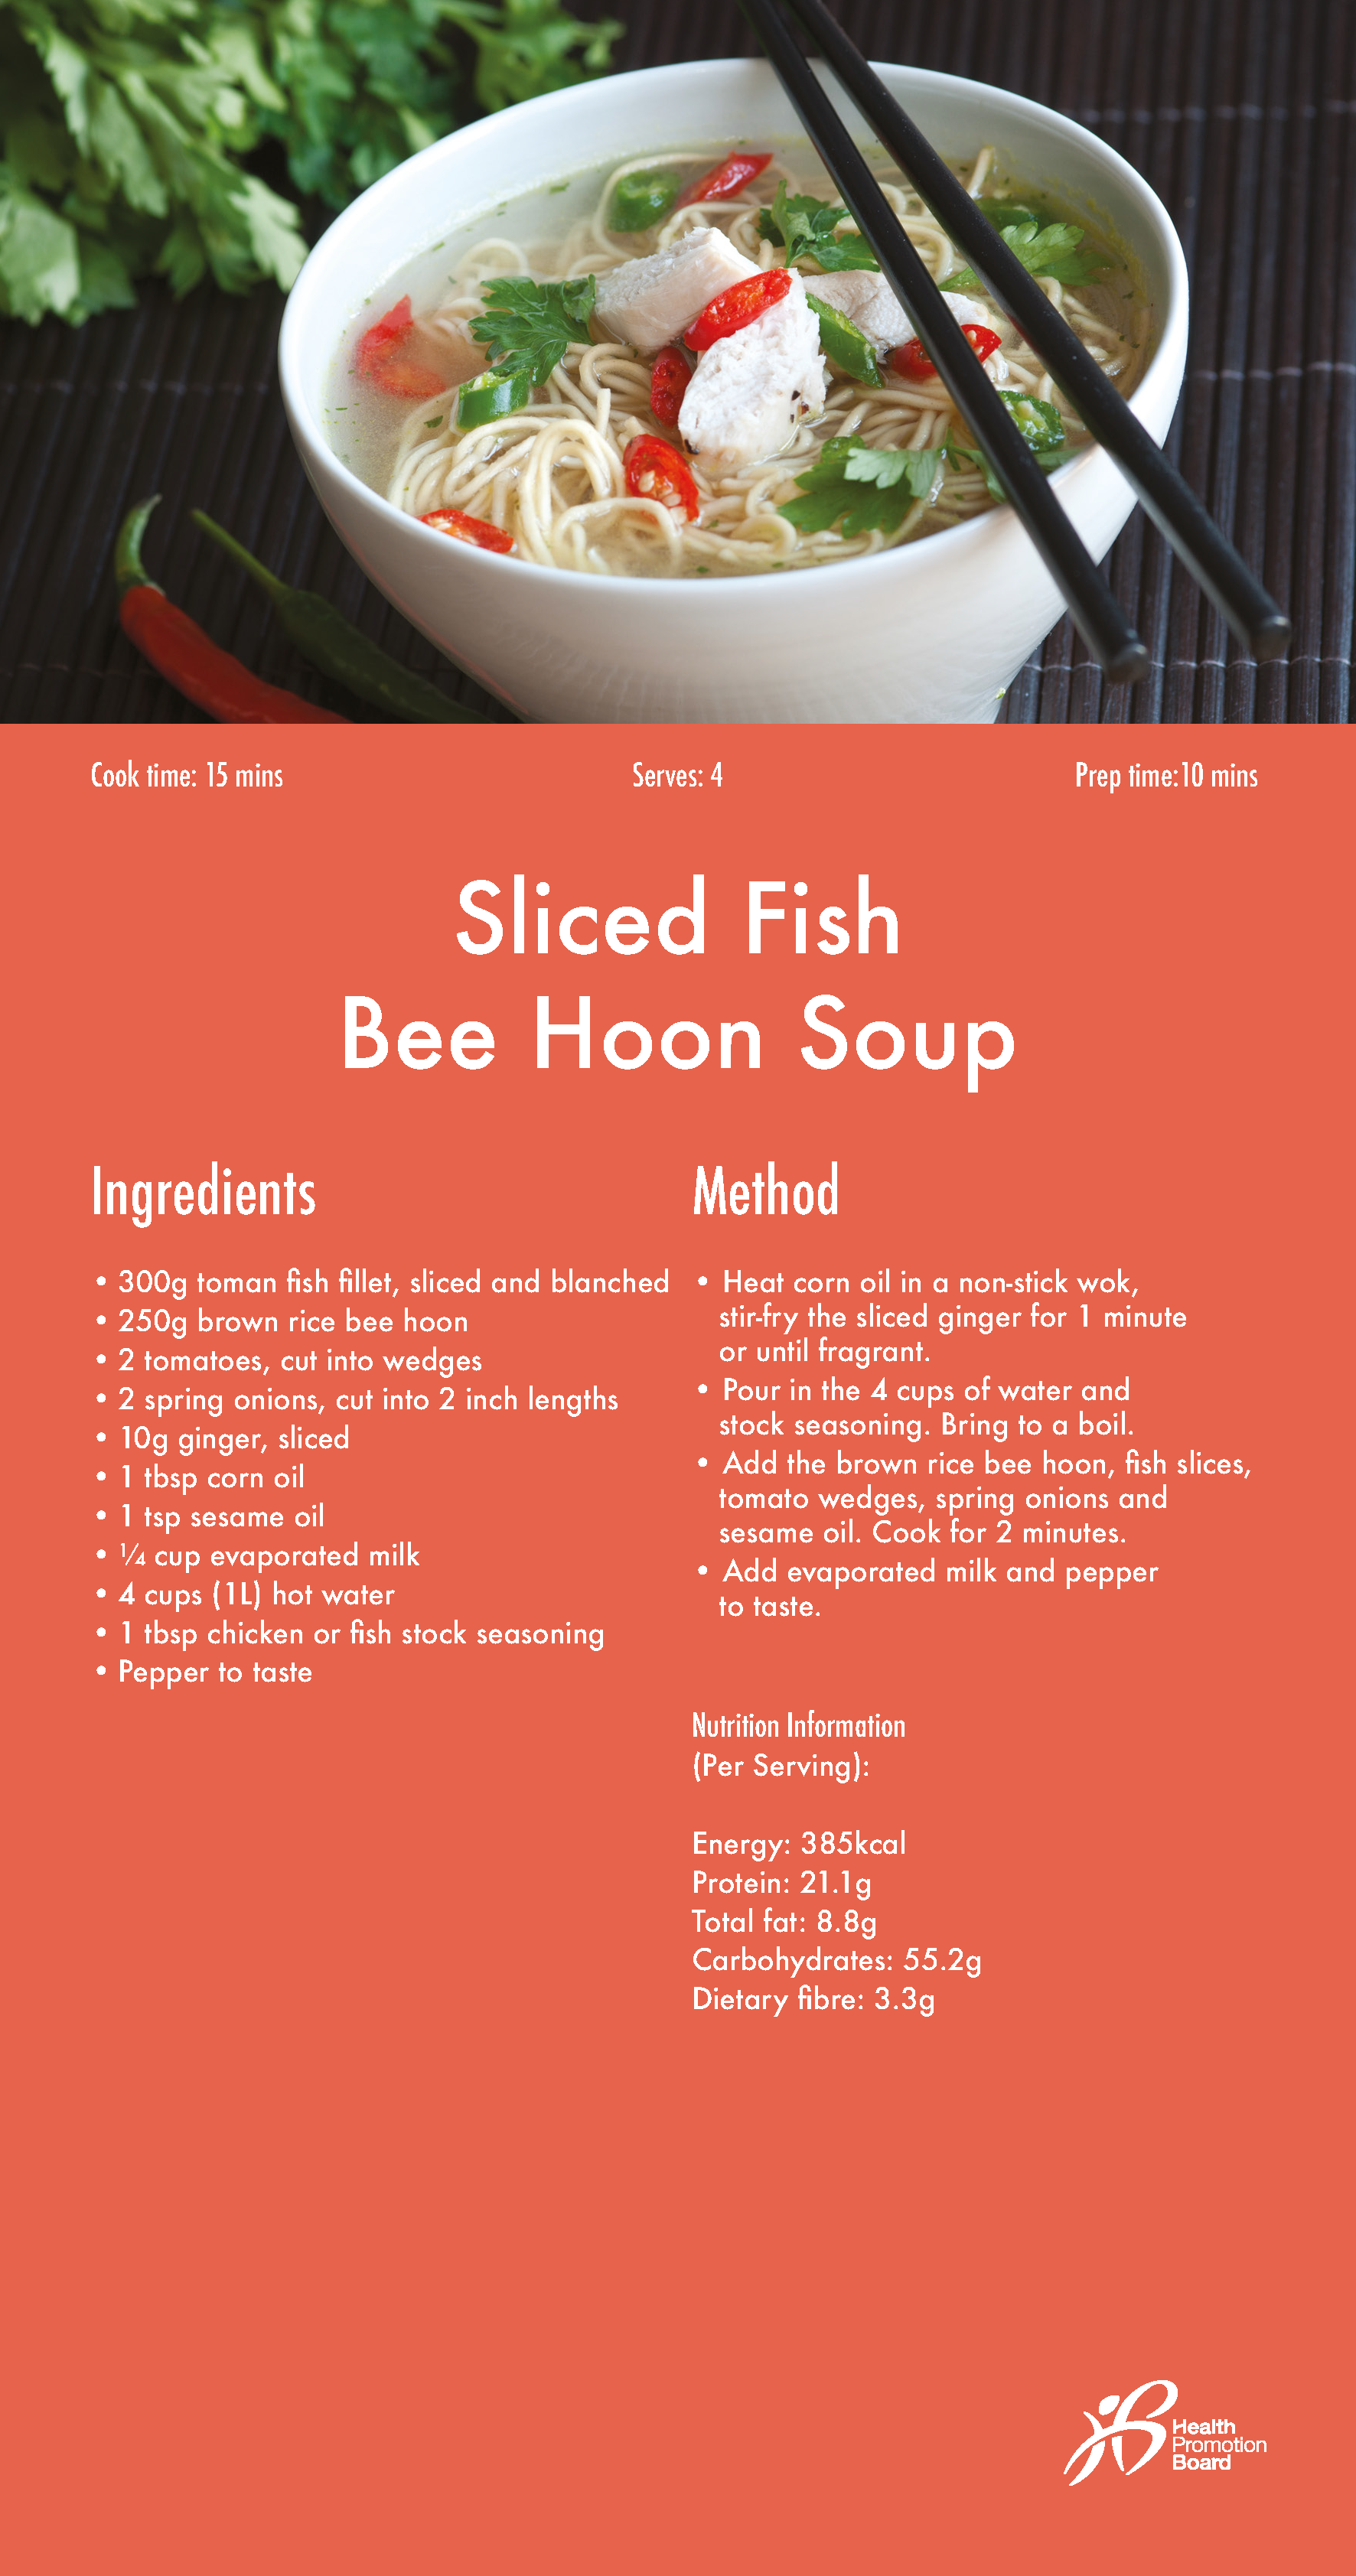 Cook time: 15 mins
Serves: 4
Prep time:10 mins
Sliced Fish
Bee Hoon Soup
Ingredients
• 300g toman fish fillet, sliced and blanched
• 250g brown rice bee hoon
• 2 tomatoes, cut into wedges
• 2 spring onions, cut into 2 inch lengths
• 10g ginger, sliced
• 1 tbsp corn oil
• 1 tsp sesame oil
• ¼ cup evaporated milk
• 4 cups (1L) hot water
• 1 tbsp chicken or fish stock seasoning
• Pepper to taste
Method
• Heat corn oil in a non-stick wok,
stir-fry the sliced ginger for 1 minute
or until fragrant.
• Pour in the 4 cups of water and
stock seasoning. Bring to a boil.
• Add the brown rice bee hoon, fish slices,
tomato wedges, spring onions and
sesame oil. Cook for 2 minutes.
• Add evaporated milk and pepper
to taste.
Nutrition Information
(Per Serving):
Energy: 385kcal
Protein: 21.1g
Total fat: 8.8g
Carbohydrates: 55.2g
Dietary fibre: 3.3g
Health
Promotion
Board